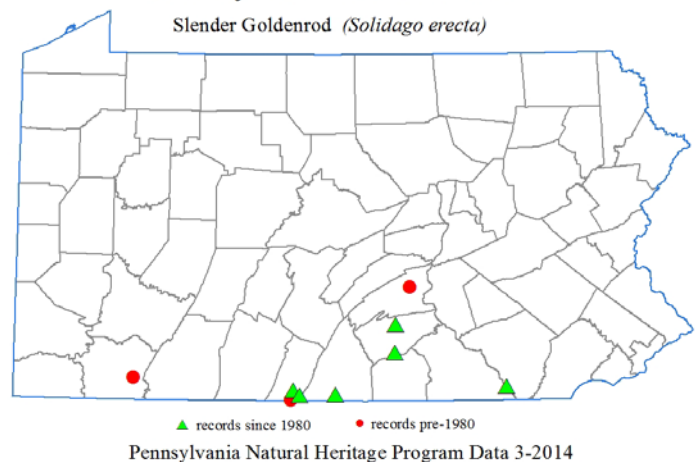 Slender Goldenrod (Solidago erecta)
records since 1980 records pre-1980
Pennsylvania Natural Heritage Program Data 3-2014